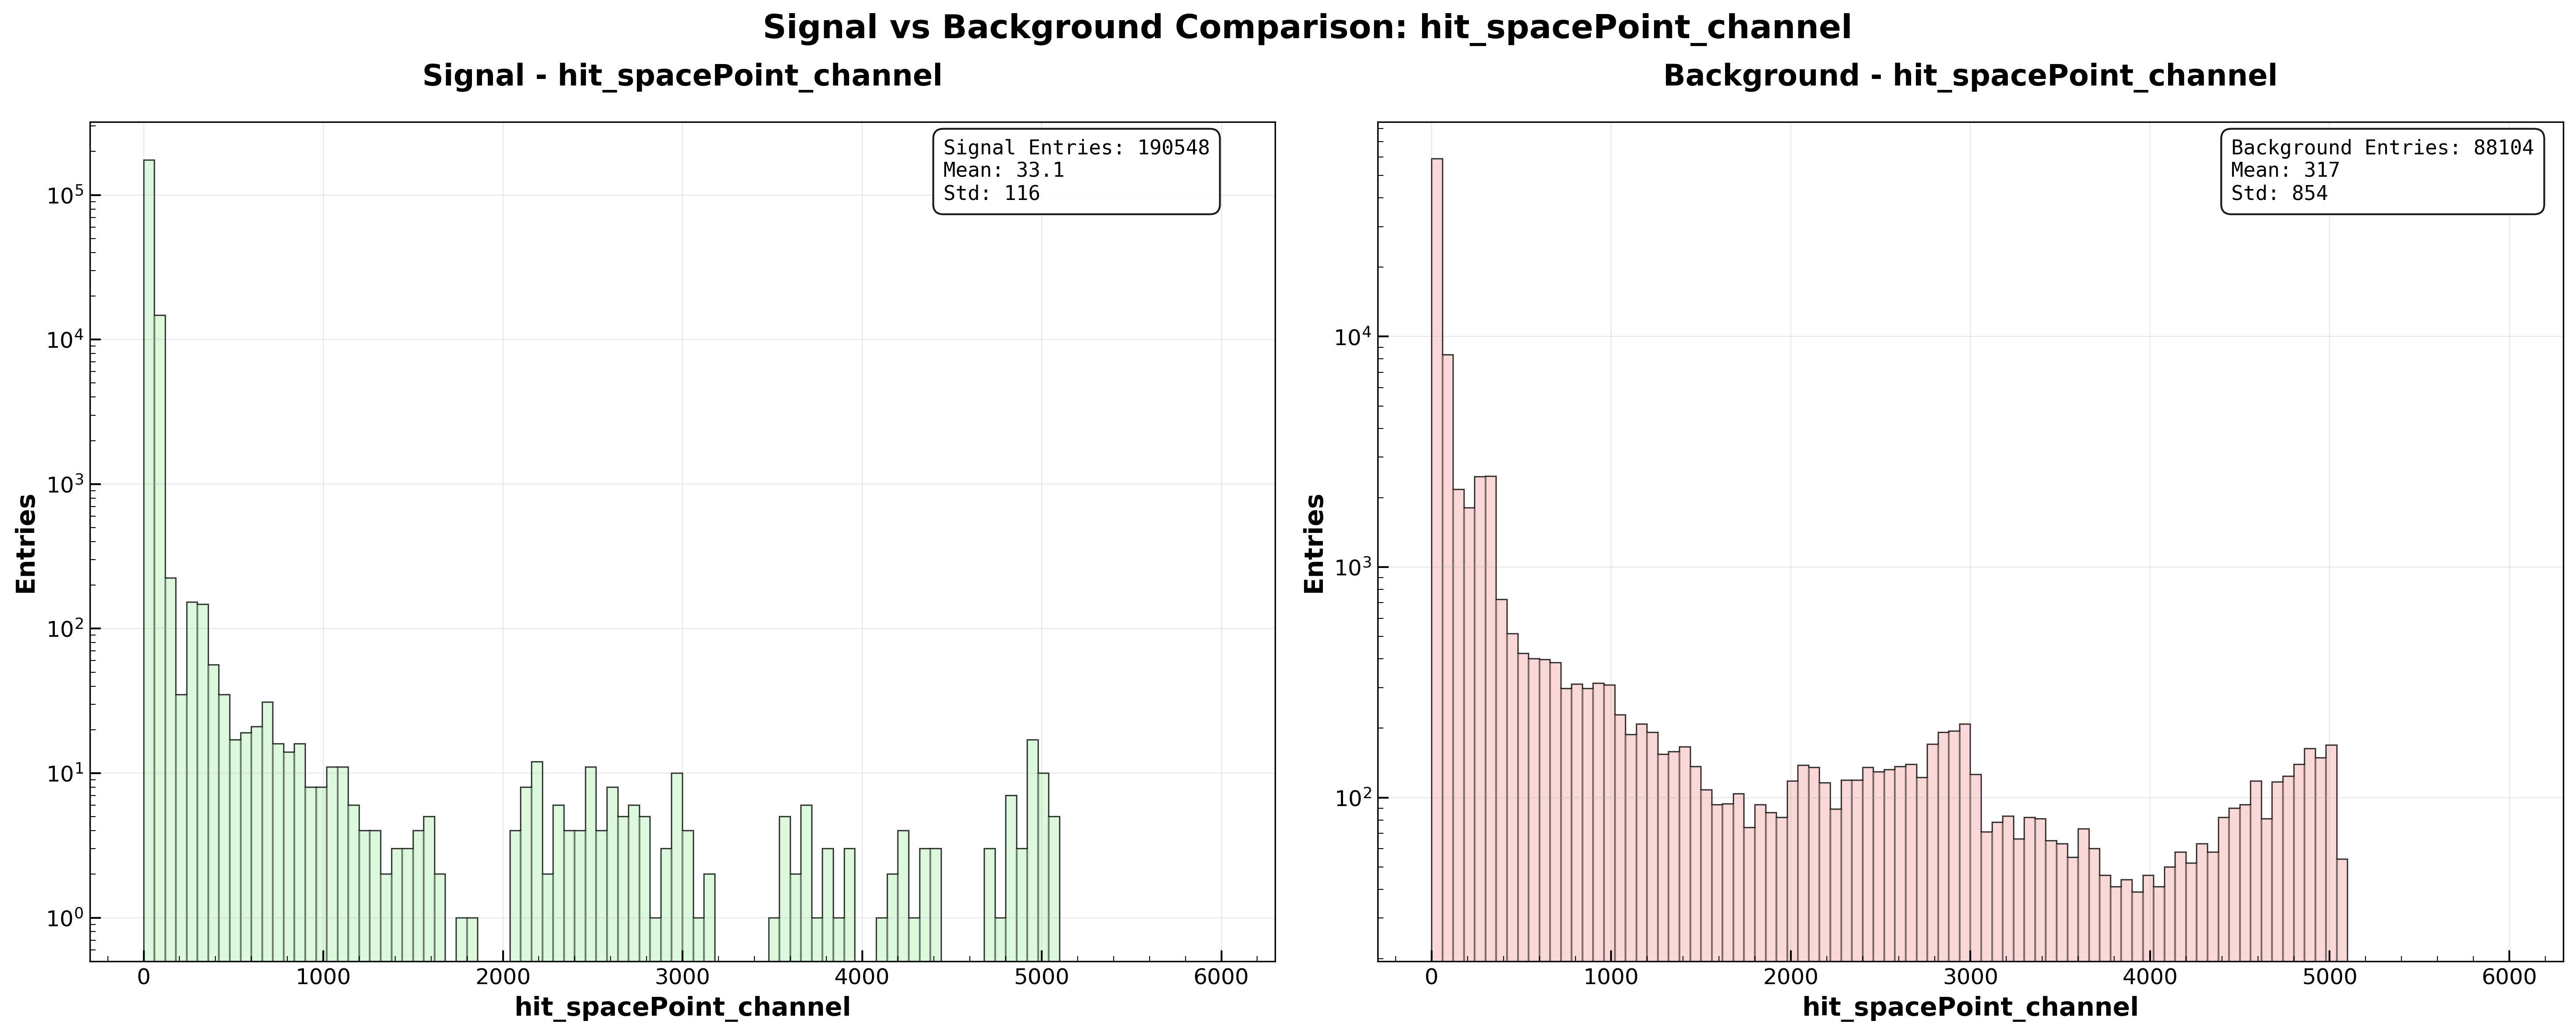 Signal vs Background Comparison: hit_spacePoint_channel
Signal - hit_spacePoint_channel
Signal Entries: 190548
Mean: 33.1
Std: 116
Entries
10^5
10^4
10^3
10^2
10^1
10^0
0 1000 2000 3000 4000 5000 6000
hit_spacePoint_channel
Background - hit_spacePoint_channel
Background Entries: 88104
Mean: 317
Std: 854
Entries
10^4
10^3
10^2
0 1000 2000 3000 4000 5000 6000
hit_spacePoint_channel